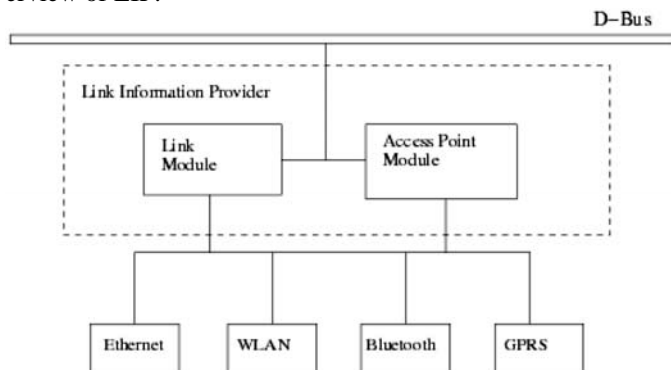 D-Bus
Link Information Provider
Link
Module
Access Point
Module
Ethernet
WLAN
Bluetooth
GPRS